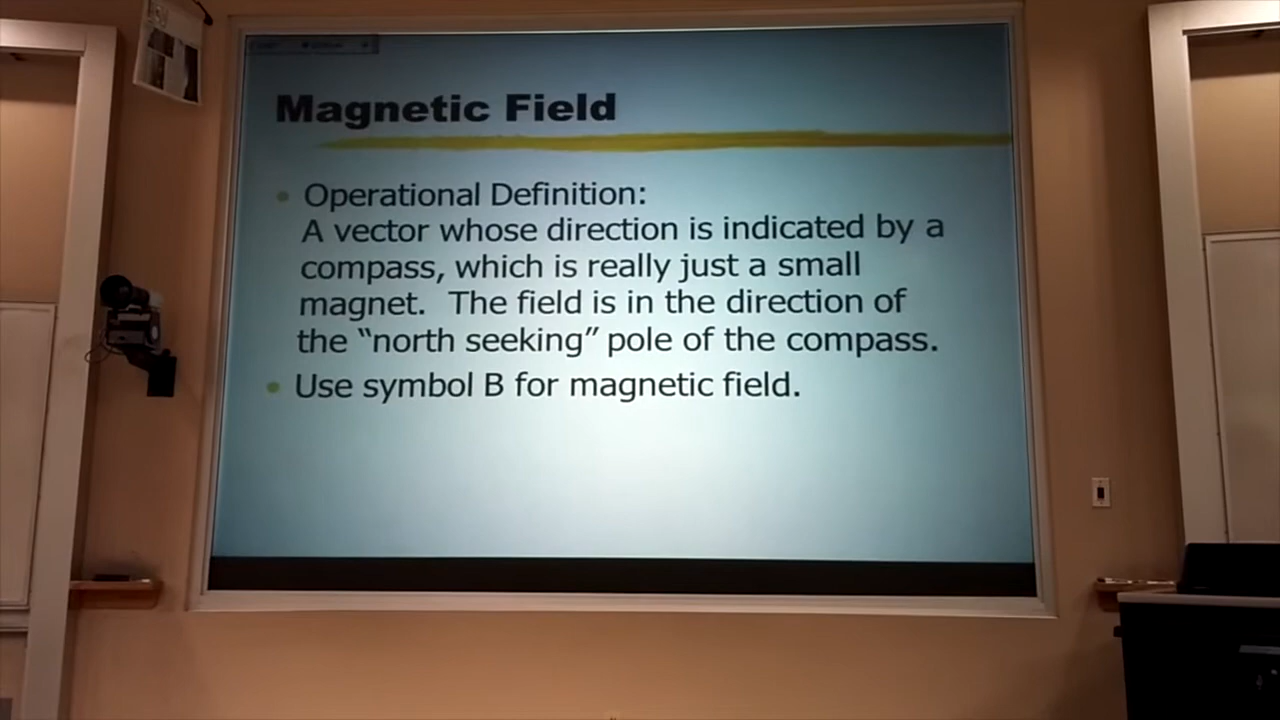 Magnetic Field
Operational Definition:
A vector whose direction is indicated by a
compass, which is really just a small
magnet.  The field is in the direction of
the “north seeking” pole of the compass.
Use symbol B for magnetic field.